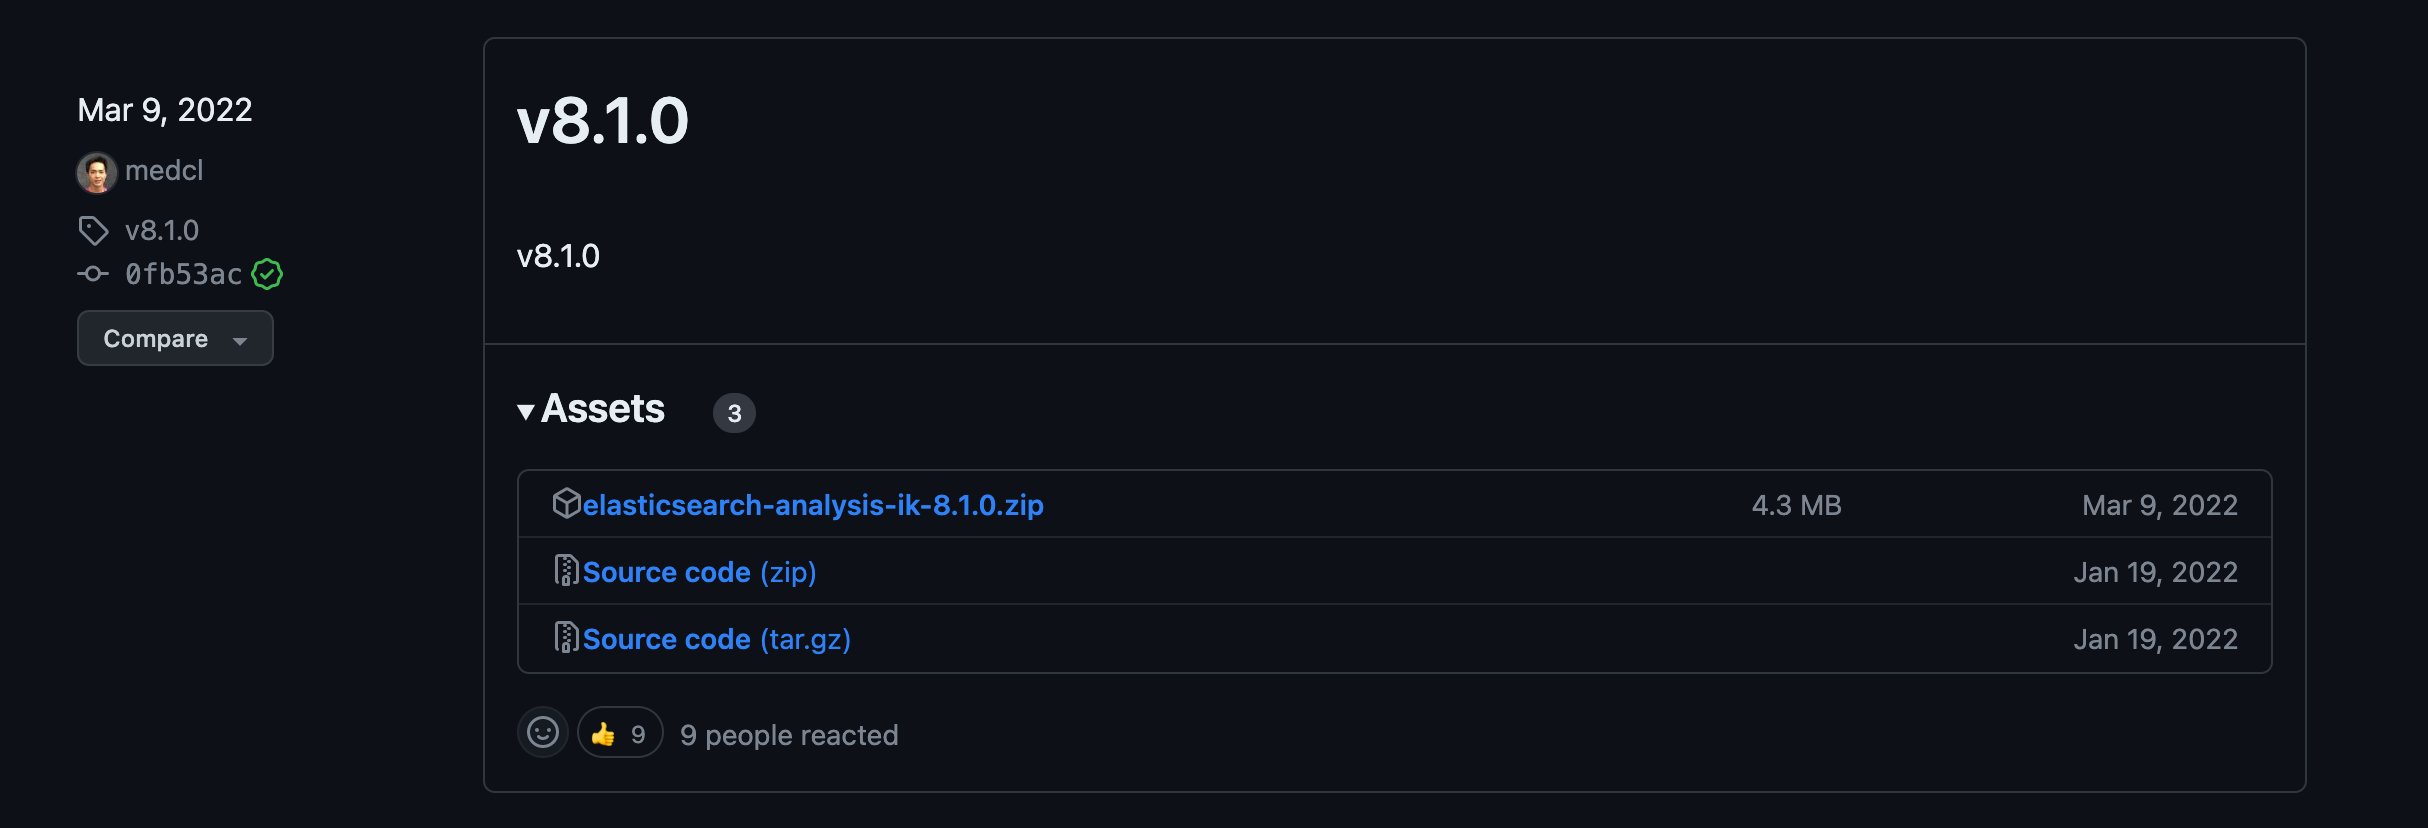 Mar 9, 2022
medcl
v8.1.0
0fb53ac
Compare
v8.1.0
v8.1.0
Assets 3
elasticsearch-analysis-ik-8.1.0.zip 4.3 MB Mar 9, 2022
Source code (zip) Jan 19, 2022
Source code (tar.gz) Jan 19, 2022
👍 9 9 people reacted